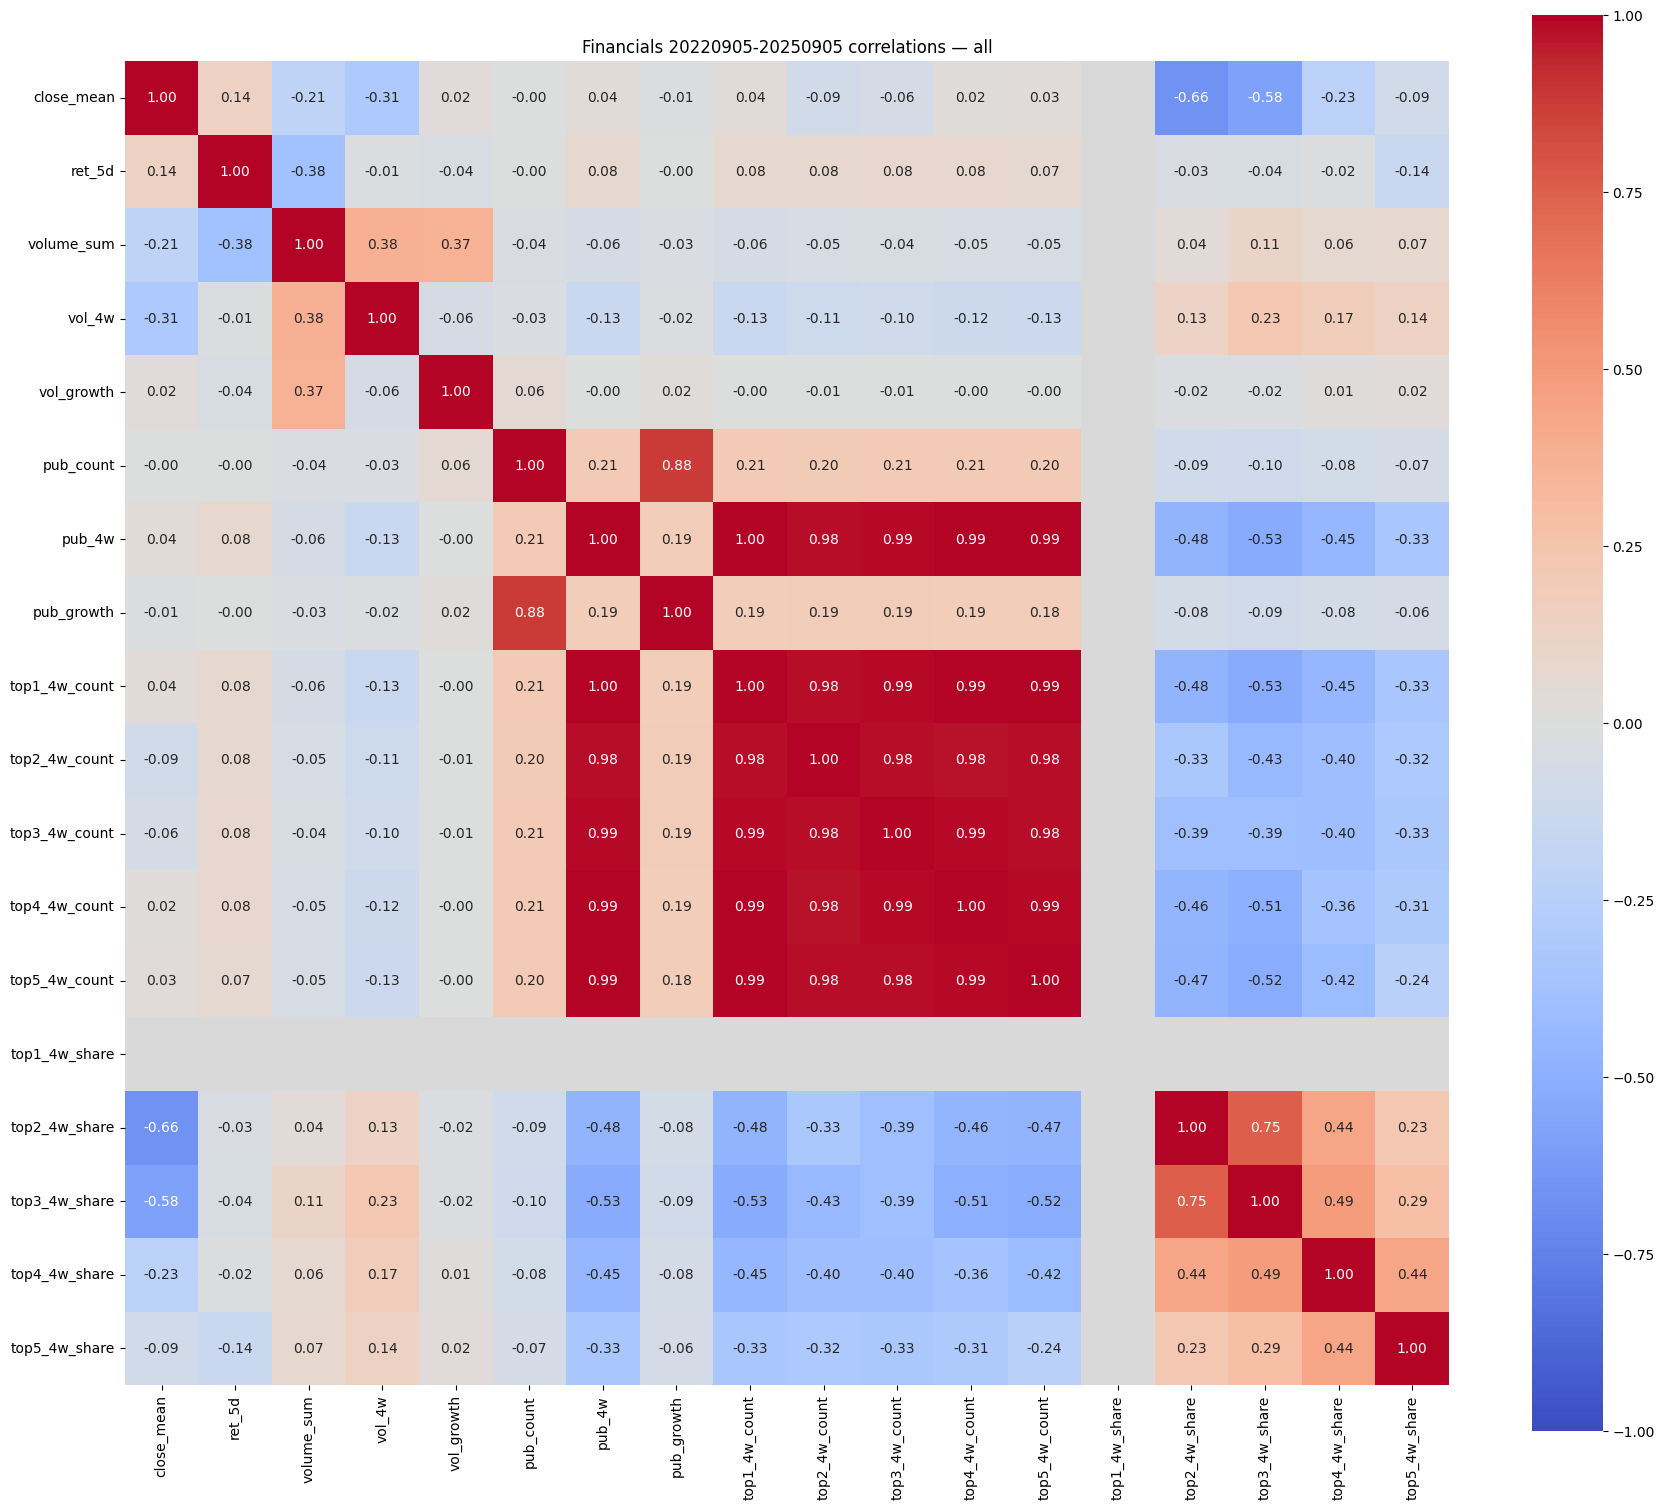 Financials 20220905-20250905 correlations — all
close_mean 1.00 0.14 -0.21 -0.31 0.02 -0.00 0.04 -0.01 0.04 -0.09 -0.06 0.02 0.03 -0.66 -0.58 -0.23 -0.09
ret_5d 0.14 1.00 -0.38 -0.01 -0.04 -0.00 0.08 -0.00 0.08 0.08 0.08 0.08 0.07 -0.03 -0.04 -0.02 -0.14
volume_sum -0.21 -0.38 1.00 0.38 0.37 -0.04 -0.06 -0.03 -0.06 -0.05 -0.04 -0.05 -0.05 0.04 0.11 0.06 0.07
vol_4w -0.31 -0.01 0.38 1.00 -0.06 -0.03 -0.13 -0.02 -0.13 -0.11 -0.10 -0.12 -0.13 0.13 0.23 0.17 0.14
vol_growth 0.02 -0.04 0.37 -0.06 1.00 0.06 -0.00 0.02 -0.00 -0.01 -0.01 -0.00 -0.00 -0.02 -0.02 0.01 0.02
pub_count -0.00 -0.00 -0.04 -0.03 0.06 1.00 0.21 0.88 0.21 0.20 0.21 0.21 0.20 -0.09 -0.10 -0.08 -0.07
pub_4w 0.04 0.08 -0.06 -0.13 -0.00 0.21 1.00 0.19 1.00 0.98 0.99 0.99 0.99 -0.48 -0.53 -0.45 -0.33
pub_growth -0.01 -0.00 -0.03 -0.02 0.02 0.88 0.19 1.00 0.19 0.19 0.19 0.19 0.18 -0.08 -0.09 -0.08 -0.06
top1_4w_count 0.04 0.08 -0.06 -0.13 -0.00 0.21 1.00 0.19 1.00 0.98 0.99 0.99 0.99 -0.48 -0.53 -0.45 -0.33
top2_4w_count -0.09 0.08 -0.05 -0.11 -0.01 0.20 0.98 0.19 0.98 1.00 0.98 0.98 0.98 -0.33 -0.43 -0.40 -0.32
top3_4w_count -0.06 0.08 -0.04 -0.10 -0.01 0.21 0.99 0.19 0.99 0.98 1.00 0.99 0.98 -0.39 -0.39 -0.40 -0.33
top4_4w_count 0.02 0.08 -0.05 -0.12 -0.00 0.21 0.99 0.19 0.99 0.98 0.99 1.00 0.99 -0.46 -0.51 -0.36 -0.31
top5_4w_count 0.03 0.07 -0.05 -0.13 -0.00 0.20 0.99 0.18 0.99 0.98 0.98 0.99 1.00 -0.47 -0.52 -0.42 -0.24
top1_4w_share
top2_4w_share -0.66 -0.03 0.04 0.13 -0.02 -0.09 -0.48 -0.08 -0.48 -0.33 -0.39 -0.46 -0.47 1.00 0.75 0.44 0.23
top3_4w_share -0.58 -0.04 0.11 0.23 -0.02 -0.10 -0.53 -0.09 -0.53 -0.43 -0.39 -0.51 -0.52 0.75 1.00 0.49 0.29
top4_4w_share -0.23 -0.02 0.06 0.17 0.01 -0.08 -0.45 -0.08 -0.45 -0.40 -0.40 -0.36 -0.42 0.44 0.49 1.00 0.44
top5_4w_share -0.09 -0.14 0.07 0.14 0.02 -0.07 -0.33 -0.06 -0.33 -0.32 -0.33 -0.31 -0.24 0.23 0.29 0.44 1.00
close_mean
ret_5d
volume_sum
vol_4w
vol_growth
pub_count
pub_4w
pub_growth
top1_4w_count
top2_4w_count
top3_4w_count
top4_4w_count
top5_4w_count
top1_4w_share
top2_4w_share
top3_4w_share
top4_4w_share
top5_4w_share
1.00
0.75
0.50
0.25
0.00
−0.25
−0.50
−0.75
−1.00